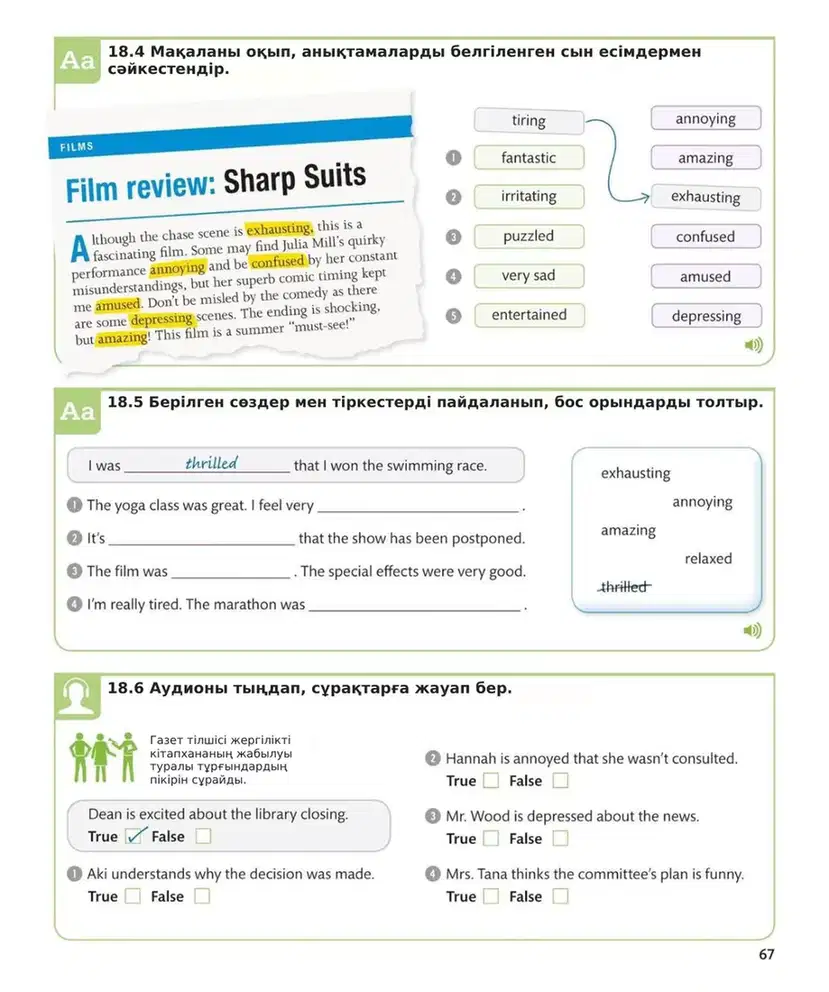 Aa
18.4 Мақаланы оқып, анықтамаларды белгіленген сын есімдермен
сәйкестендір.
FILMS
Film review: Sharp Suits
Although the chase scene is exhausting, this is a
fascinating film. Some may find Julia Mill's quirky
performance annoying and be confused by her constant
misunderstandings, but her superb comic timing kept
me amused. Don't be misled by the comedy as there
are some depressing scenes. The ending is shocking,
but amazing! This film is a summer "must-see!"
tiring
annoying
1 fantastic
amazing
2 irritating
exhausting
3 puzzled
confused
4 very sad
amused
5 entertained
depressing
Aa
18.5 Берілген сөздер мен тіркестерді пайдаланып, бос орындарды толтыр.
I was thrilled that I won the swimming race.
1 The yoga class was great. I feel very .
2 It's that the show has been postponed.
3 The film was . The special effects were very good.
4 I'm really tired. The marathon was .
exhausting
annoying
amazing
relaxed
thrilled
18.6 Аудионы тыңдап, сұрақтарға жауап бер.
Газет тілшісі жергілікті
кітапхананың жабылуы
туралы тұрғындардың
пікірін сұрайды.
Dean is excited about the library closing.
True False
1 Aki understands why the decision was made.
True False
2 Hannah is annoyed that she wasn't consulted.
True False
3 Mr. Wood is depressed about the news.
True False
4 Mrs. Tana thinks the committee's plan is funny.
True False
67